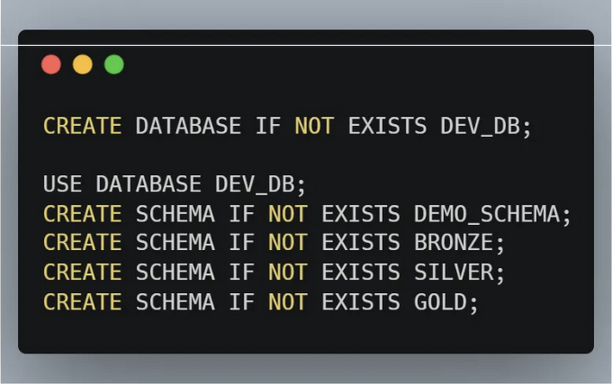 CREATE DATABASE IF NOT EXISTS DEV_DB;
USE DATABASE DEV_DB;
CREATE SCHEMA IF NOT EXISTS DEMO_SCHEMA;
CREATE SCHEMA IF NOT EXISTS BRONZE;
CREATE SCHEMA IF NOT EXISTS SILVER;
CREATE SCHEMA IF NOT EXISTS GOLD;